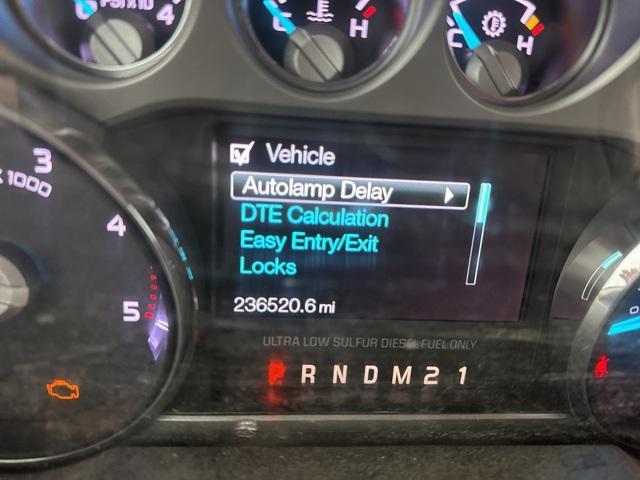 PSI x10
4
C
H
C
H
3
x1000
4
5
Vehicle
Autolamp Delay
DTE Calculation
Easy Entry/Exit
Locks
236520.6 mi
ULTRA LOW SULFUR DIESEL FUEL ONLY
P R N D M 2 1